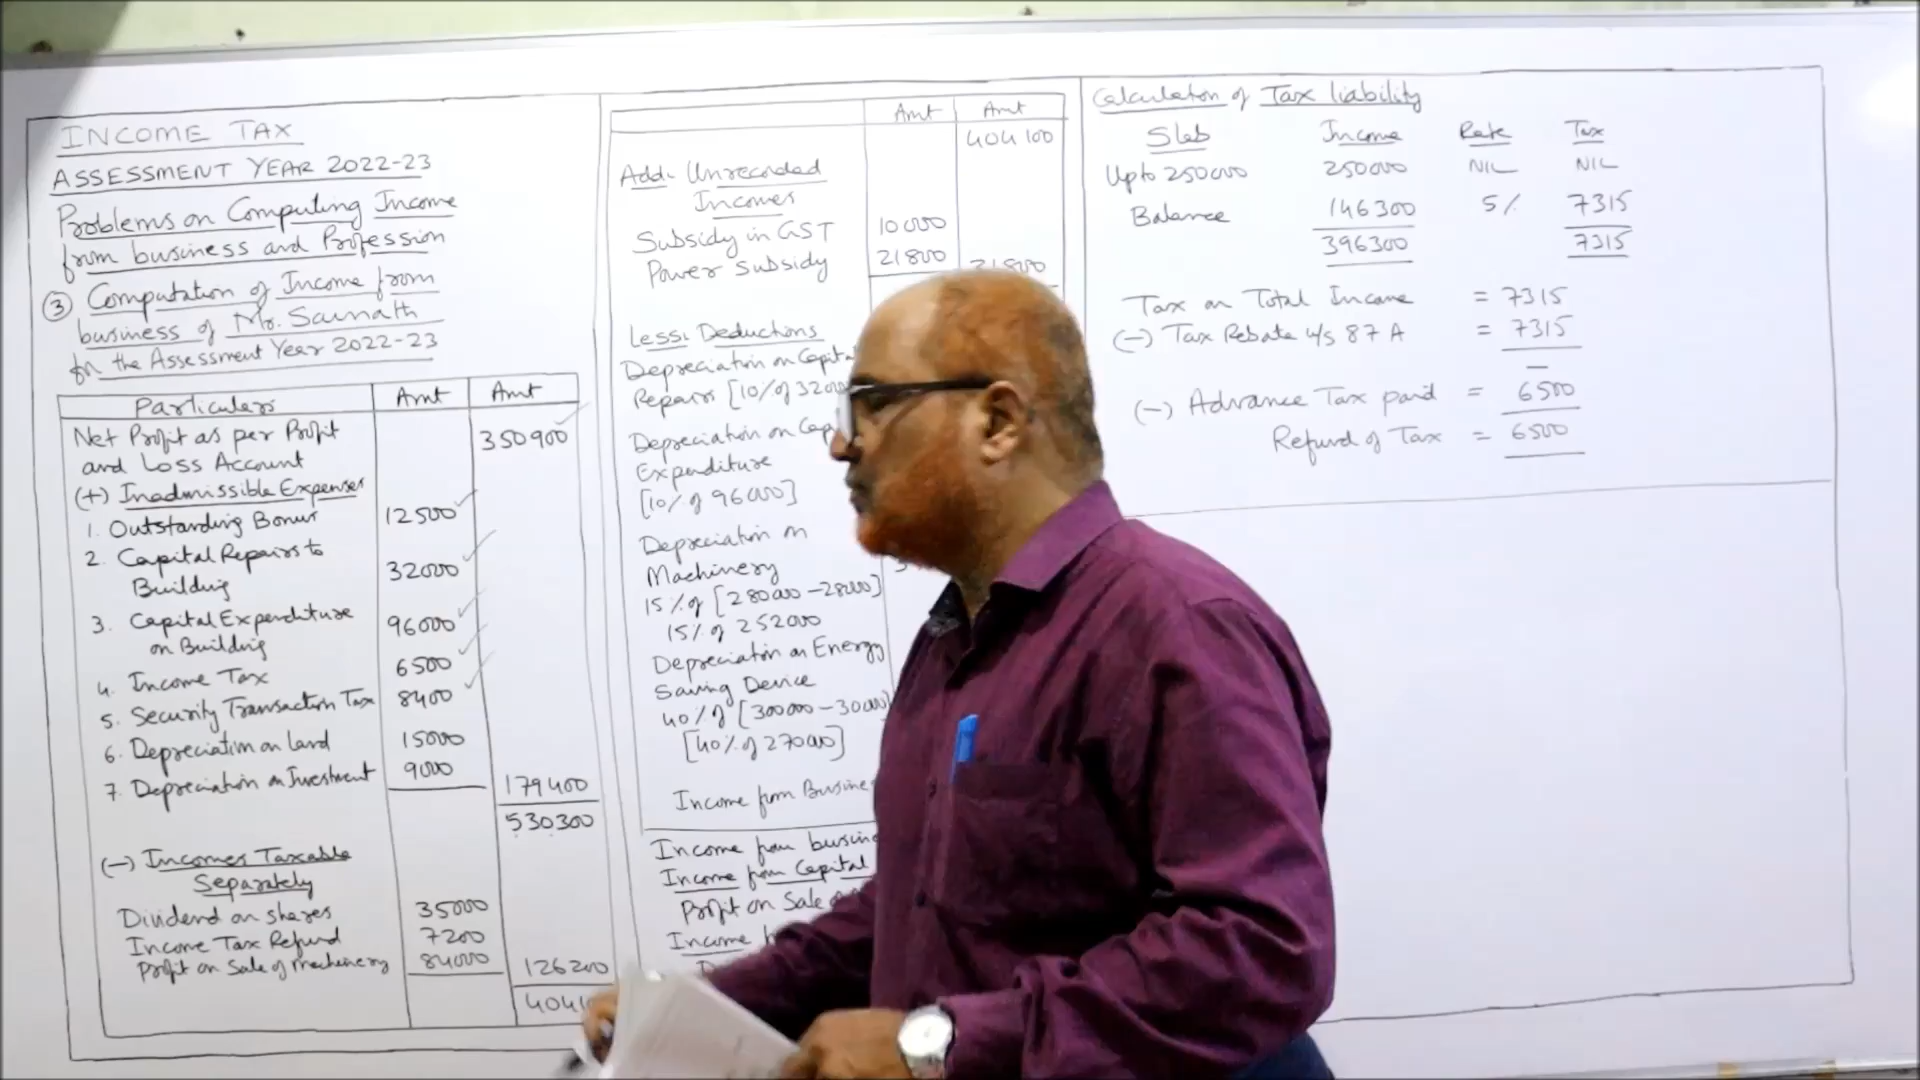 INCOME TAX
ASSESSMENT YEAR 2022-23
Problems on Computing Income
from business and Profession
③ Computation of Income from
business of Mr. Sainath
for the Assessment Year 2022-23
Particulars Amt Amt
Net Profit as per Profit
and Loss Account 350900
(+) Inadmissible Expenses
1. Outstanding Bonus 12500
2. Capital Repairs to
Building 32000
3. Capital Expenditure
on Building 96000
4. Income Tax 6500
5. Security Transaction Tax 8400
6. Depreciation on land 15000
7. Depreciation on Investment 9000 179400
530300
(-) Incomes Taxable
Separately
Dividend on shares 35000
Income Tax Refund 7200
Profit on Sale of Machinery 84000 126200
Amt Amt
404100
Add: Unrecorded
Incomes
Subsidy in GST 10000
Power Subsidy 21800
Less: Deductions
Depreciation on
Repairs [10% of
Depreciation on
Expenditure
[10% of 96000]
Depreciation on
Machinery
15% of [280000-28000]
15% of 252000
Depreciation on Energy
Saving Device
40% of [300000-30000]
[40% of 270000]
Income from
Income from
Income from Capital
Profit on Sale
Income
Calculation of Tax liability
Slab Income Rate Tax
Upto 250000 250000 NIL NIL
Balance 146300 5% 7315
396300 7315
Tax on Total Income = 7315
(-) Tax Rebate u/s 87 A = 7315
-
(-) Advance Tax paid = 6500
Refund of Tax = 6500